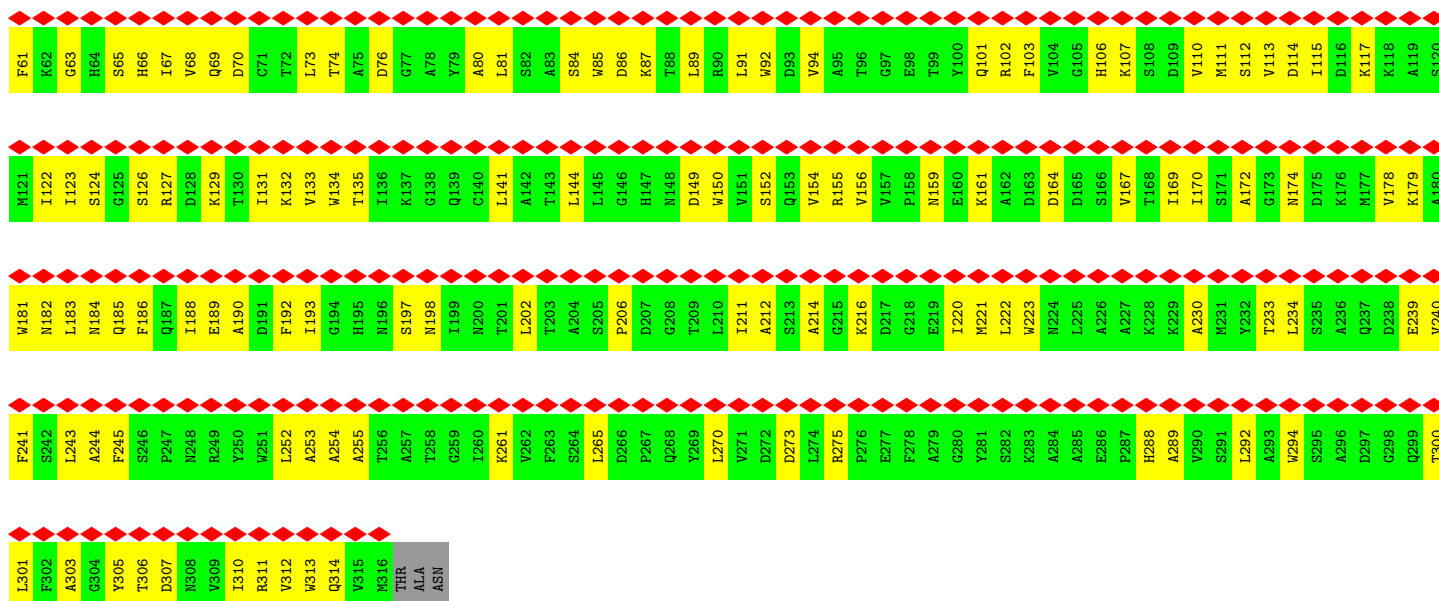 F61 K62 G63 H64 S65 H66 I67 V68 Q69 D70 C71 T72 L73 T74 A75 D76 G77 A78 Y79 A80 L81 S82 A83 S84 W85 D86 K87 T88 L89 R90 L91 W92 D93 V94 A95 T96 G97 E98 T99 Y100 Q101 R102 F103 V104 G105 H106 K107 S108 D109 V110 M111 S112 V113 D114 I115 D116 K117 K118 A119 S120
M121 I122 I123 S124 G125 S126 R127 D128 K129 T130 I131 K132 V133 W134 T135 I136 K137 G138 Q139 C140 L141 A142 T143 L144 L145 G146 H147 N148 D149 W150 V151 S152 Q153 V154 R155 V156 V157 P158 N159 E160 K161 A162 D163 D164 D165 S166 V167 T168 I169 I170 S171 A172 G173 N174 D175 K176 M177 V178 K179 A180
W181 N182 L183 N184 Q185 F186 Q187 I188 E189 A190 D191 F192 I193 G194 H195 N196 S197 N198 I199 N200 T201 L202 T203 A204 S205 P206 D207 G208 T209 L210 I211 A212 S213 A214 G215 K216 D217 G218 E219 I220 M221 L222 W223 N224 L225 A226 A227 K228 K229 A230 M231 Y232 T233 L234 S235 A236 Q237 D238 E239 V240
F241 S242 L243 A244 F245 S246 P247 N248 R249 Y250 W251 L252 A253 A254 A255 T256 A257 T258 G259 I260 K261 V262 F263 S264 L265 D266 P267 Q268 Y269 L270 V271 D272 D273 L274 R275 P276 E277 F278 A279 G280 Y281 S282 K283 A284 A285 E286 P287 H288 A289 V290 S291 L292 A293 W294 S295 A296 D297 G298 Q299 T300
L301 F302 A303 G304 Y305 T306 D307 N308 V309 I310 R311 V312 W313 Q314 V315 M316 THR ALA ASN